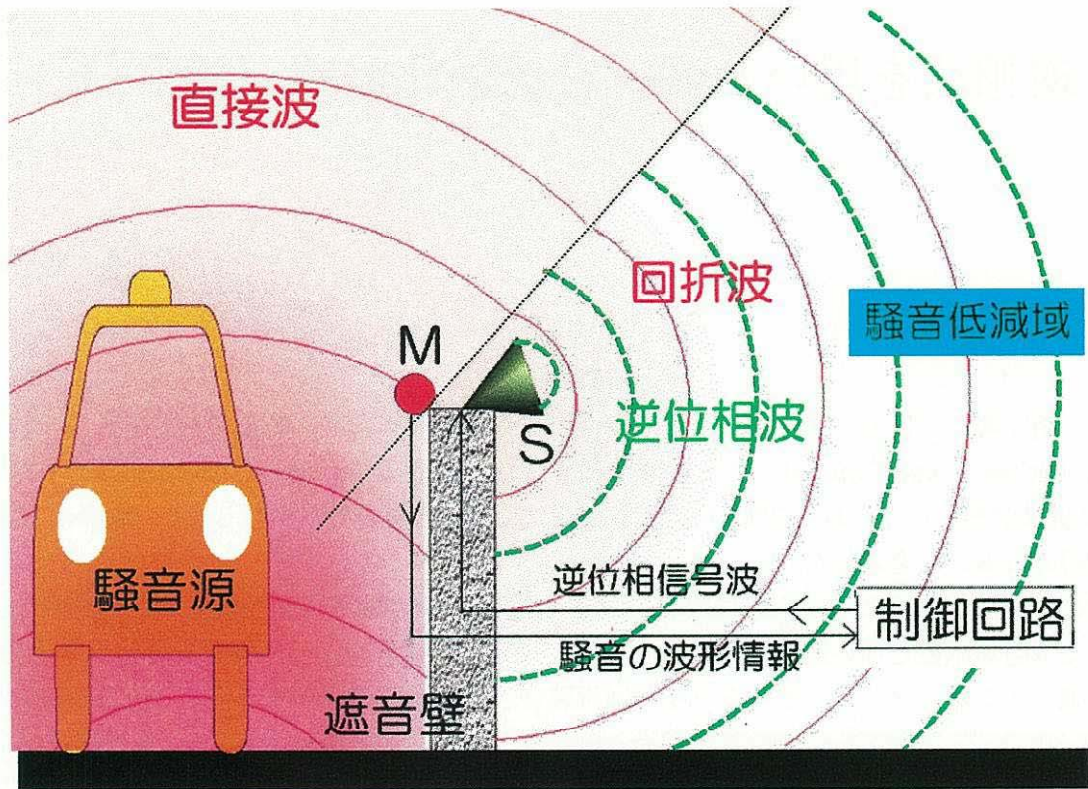 直接波
回折波
騒音低減域
M
逆位相波
S
逆位相信号波
騒音源
制御回路
騒音の波形情報
遮音壁